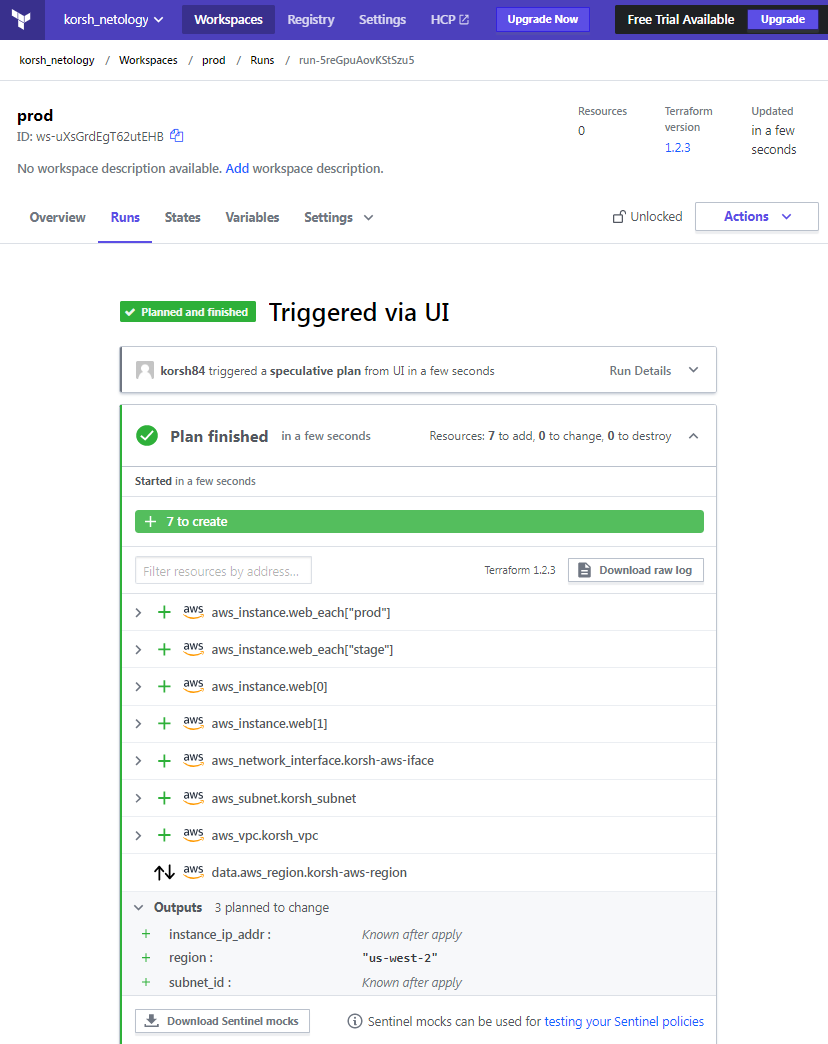 korsh_netology Workspaces Registry Settings HCP Upgrade Now Free Trial Available Upgrade
korsh_netology / Workspaces / prod / Runs / run-5reGpuAovKStSzu5
prod
ID: ws-uXsGrdEgT62utEHB
No workspace description available. Add workspace description.
Resources
0
Terraform
version
1.2.3
Updated
in a few
seconds
Overview Runs States Variables Settings Unlocked Actions
Planned and finished Triggered via UI
korsh84 triggered a speculative plan from UI in a few seconds Run Details
Plan finished in a few seconds Resources: 7 to add, 0 to change, 0 to destroy
Started in a few seconds
+ 7 to create
Filter resources by address... Terraform 1.2.3 Download raw log
+ aws aws_instance.web_each["prod"]
+ aws aws_instance.web_each["stage"]
+ aws aws_instance.web[0]
+ aws aws_instance.web[1]
+ aws aws_network_interface.korsh-aws-iface
+ aws aws_subnet.korsh_subnet
+ aws aws_vpc.korsh_vpc
aws data.aws_region.korsh-aws-region
Outputs 3 planned to change
+ instance_ip_addr : Known after apply
+ region : "us-west-2"
+ subnet_id : Known after apply
Download Sentinel mocks Sentinel mocks can be used for testing your Sentinel policies